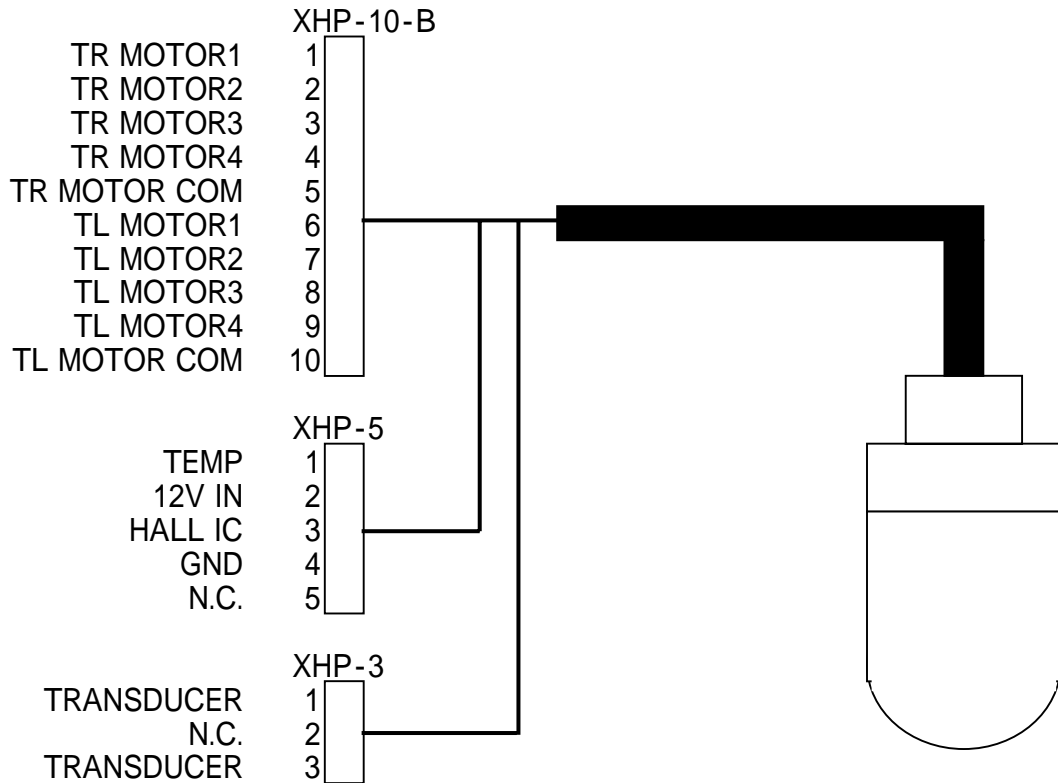 XHP-10-B
TR MOTOR1 1
TR MOTOR2 2
TR MOTOR3 3
TR MOTOR4 4
TR MOTOR COM 5
TL MOTOR1 6
TL MOTOR2 7
TL MOTOR3 8
TL MOTOR4 9
TL MOTOR COM 10
XHP-5
TEMP 1
12V IN 2
HALL IC 3
GND 4
N.C. 5
XHP-3
TRANSDUCER 1
N.C. 2
TRANSDUCER 3